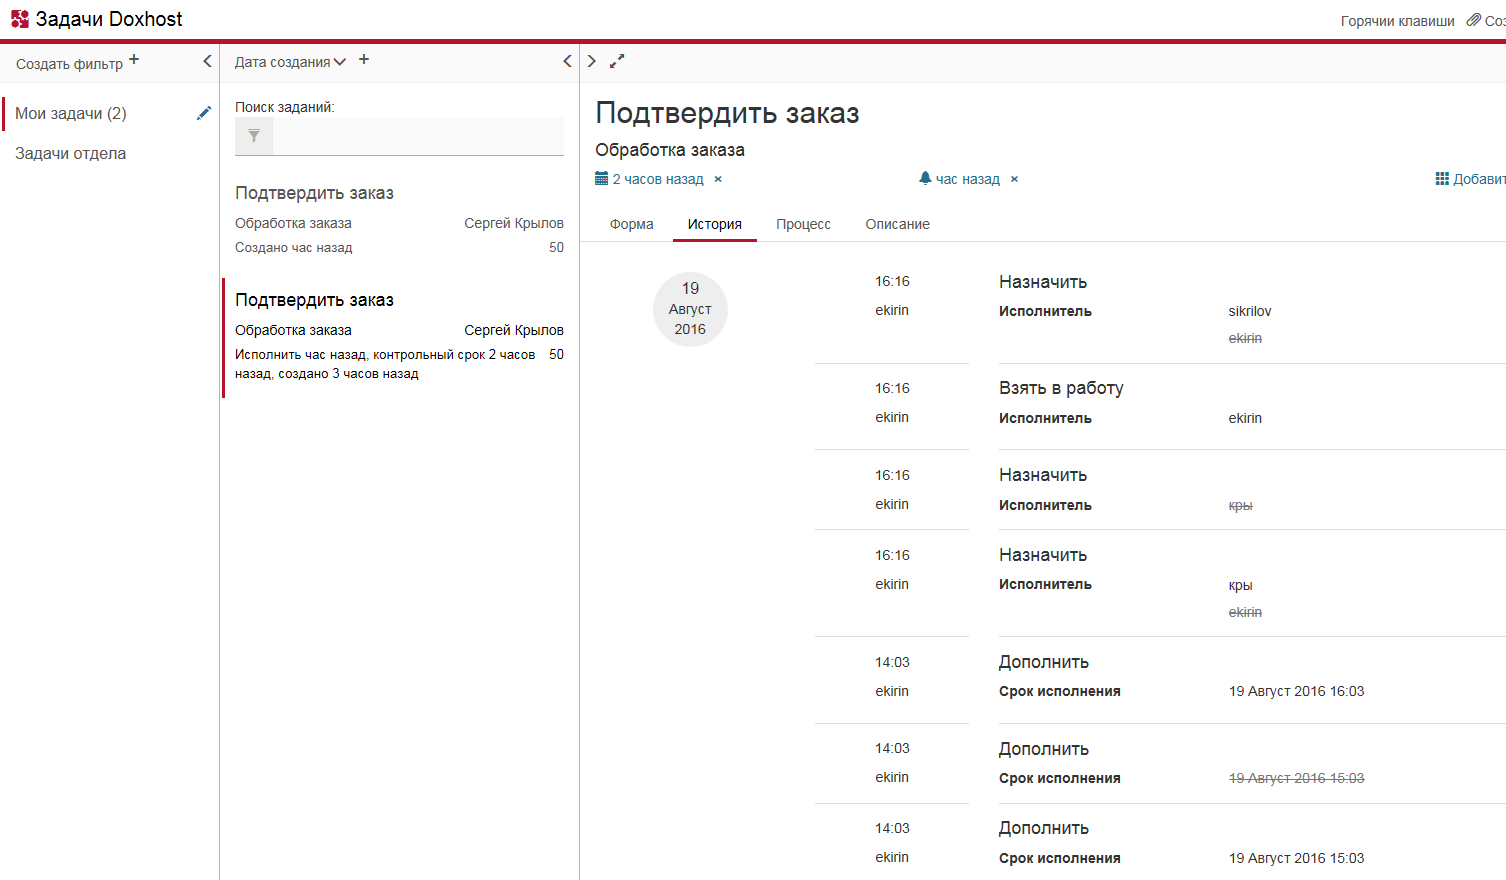 Задачи Doxhost
Горячии клавиши
Создать фильтр +
Мои задачи (2)
Задачи отдела
Дата создания +
Поиск заданий:
Подтвердить заказ
Обработка заказа Сергей Крылов
Создано час назад 50
Подтвердить заказ
Обработка заказа Сергей Крылов
Исполнить час назад, контрольный срок 2 часов 50
назад, создано 3 часов назад
Подтвердить заказ
Обработка заказа
2 часов назад × час назад ×
Форма История Процесс Описание
19
Август
2016
16:16 Назначить
ekirin Исполнитель sikrilov
ekirin
16:16 Взять в работу
ekirin Исполнитель ekirin
16:16 Назначить
ekirin Исполнитель кры
16:16 Назначить
ekirin Исполнитель кры
ekirin
14:03 Дополнить
ekirin Срок исполнения 19 Август 2016 16:03
14:03 Дополнить
ekirin Срок исполнения 19 Август 2016 15:03
14:03 Дополнить
ekirin Срок исполнения 19 Август 2016 15:03